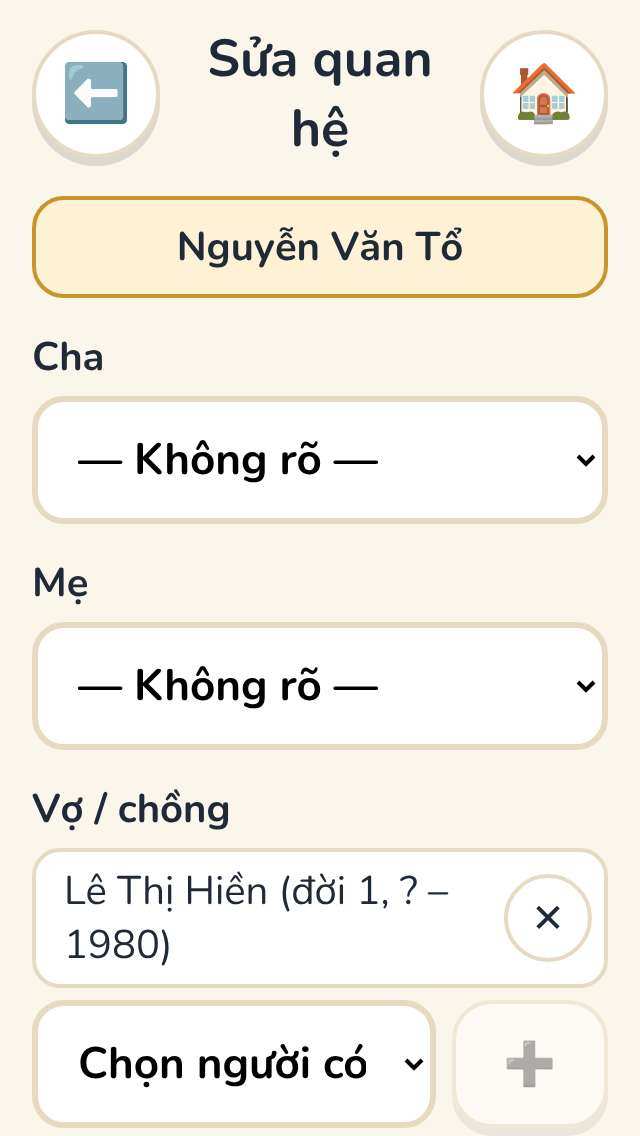 Sửa quan
hệ
Nguyễn Văn Tổ
Cha
— Không rõ —
Mẹ
— Không rõ —
Vợ / chồng
Lê Thị Hiền (đời 1, ? –
1980)
Chọn người có